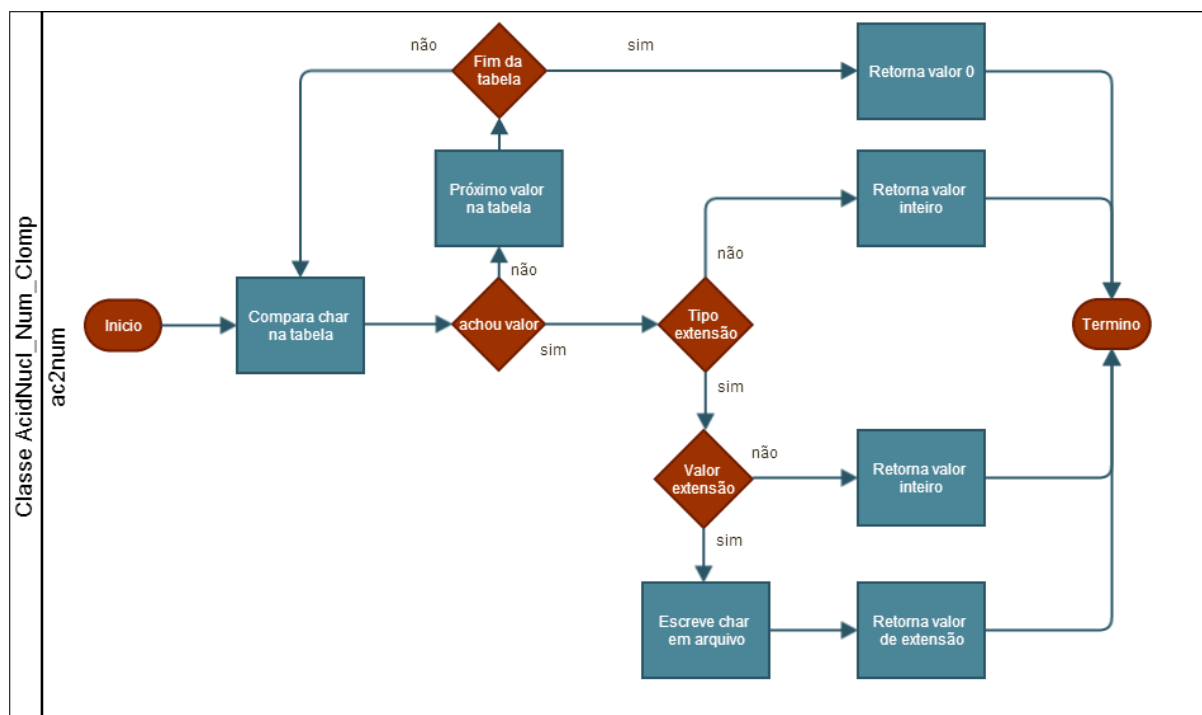 Classe AcidNucl_Num_Clomp
ac2num
não
Fim da
tabela
sim
Retorna valor 0
Próximo valor
na tabela
Retorna valor
inteiro
não
não
Inicio
Compara char
na tabela
achou valor
sim
Tipo
extensão
Termino
sim
Valor
extensão
não
Retorna valor
inteiro
sim
Escreve char
em arquivo
Retorna valor
de extensão